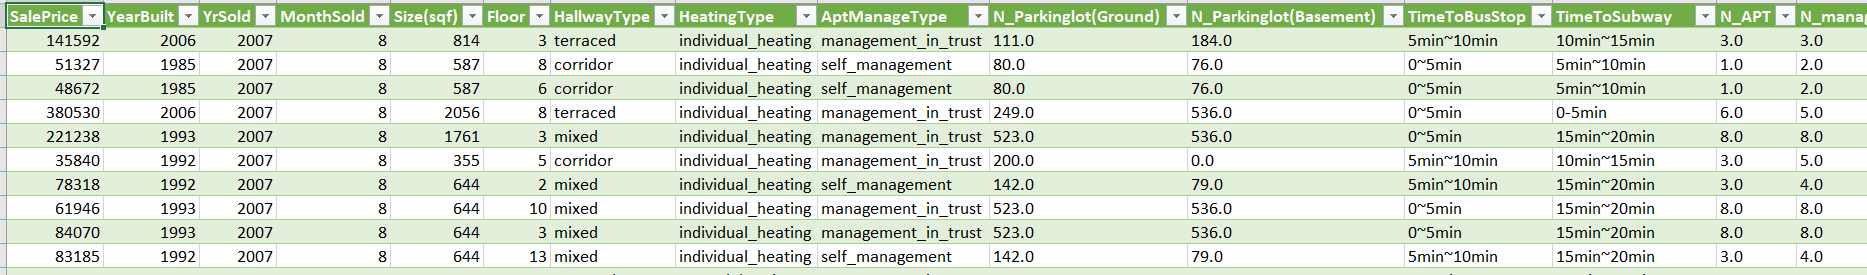 SalePrice YearBuilt YrSold MonthSold Size(sqf) Floor HallwayType HeatingType AptManageType N_Parkinglot(Ground) N_Parkinglot(Basement) TimeToBusStop TimeToSubway N_APT N_manag
141592 2006 2007 8 814 3 terraced individual_heating management_in_trust 111.0 184.0 5min~10min 10min~15min 3.0 3.0
51327 1985 2007 8 587 8 corridor individual_heating self_management 80.0 76.0 0~5min 5min~10min 1.0 2.0
48672 1985 2007 8 587 6 corridor individual_heating self_management 80.0 76.0 0~5min 5min~10min 1.0 2.0
380530 2006 2007 8 2056 8 terraced individual_heating management_in_trust 249.0 536.0 0~5min 0-5min 6.0 5.0
221238 1993 2007 8 1761 3 mixed individual_heating management_in_trust 523.0 536.0 0~5min 15min~20min 8.0 8.0
35840 1992 2007 8 355 5 corridor individual_heating management_in_trust 200.0 0.0 5min~10min 10min~15min 3.0 5.0
78318 1992 2007 8 644 2 mixed individual_heating self_management 142.0 79.0 5min~10min 15min~20min 3.0 4.0
61946 1993 2007 8 644 10 mixed individual_heating management_in_trust 523.0 536.0 0~5min 15min~20min 8.0 8.0
84070 1993 2007 8 644 3 mixed individual_heating management_in_trust 523.0 536.0 0~5min 15min~20min 8.0 8.0
83185 1992 2007 8 644 13 mixed individual_heating self_management 142.0 79.0 5min~10min 15min~20min 3.0 4.0